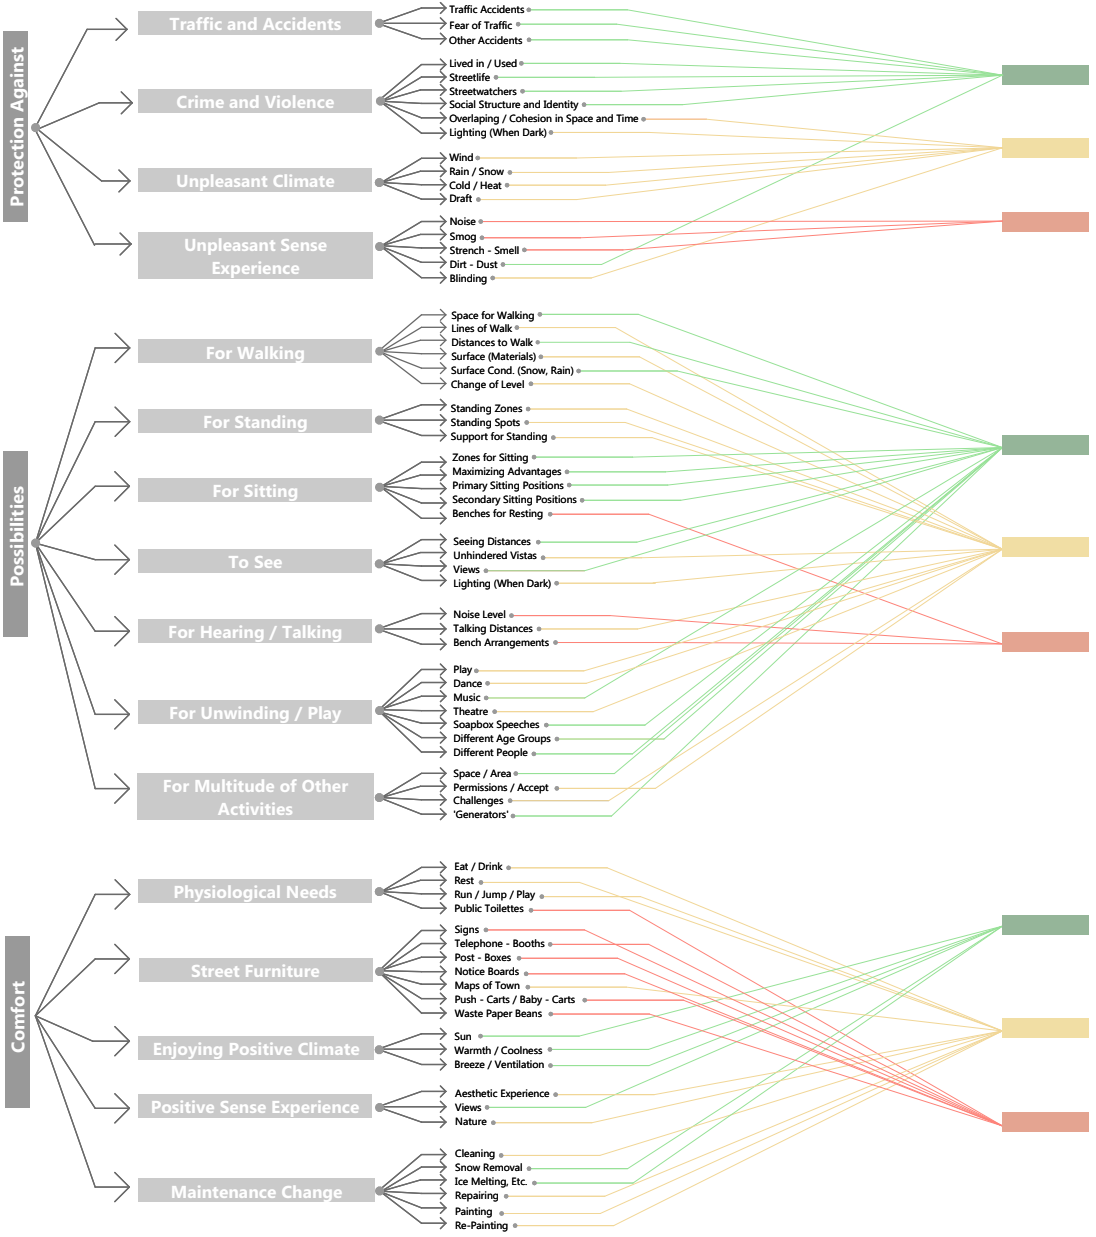 Protection Against
Traffic and Accidents
Traffic Accidents
Fear of Traffic
Other Accidents
Crime and Violence
Lived in / Used
Streetlife
Streetwatchers
Social Structure and Identity
Overlaping / Cohesion in Space and Time
Lighting (When Dark)
Unpleasant Climate
Wind
Rain / Snow
Cold / Heat
Draft
Unpleasant Sense
Experience
Noise
Smog
Strench - Smell
Dirt - Dust
Blinding
Possibilities
For Walking
Space for Walking
Lines of Walk
Distances to Walk
Surface (Materials)
Surface Cond. (Snow, Rain)
Change of Level
For Standing
Standing Zones
Standing Spots
Support for Standing
For Sitting
Zones for Sitting
Maximizing Advantages
Primary Sitting Positions
Secondary Sitting Positions
Benches for Resting
To See
Seeing Distances
Unhindered Vistas
Views
Lighting (When Dark)
For Hearing / Talking
Noise Level
Talking Distances
Bench Arrangements
For Unwinding / Play
Play
Dance
Music
Theatre
Soapbox Speeches
Different Age Groups
Different People
For Multitude of Other
Activities
Space / Area
Permissions / Accept
Challenges
'Generators'
Comfort
Physiological Needs
Eat / Drink
Rest
Run / Jump / Play
Public Toilettes
Street Furniture
Signs
Telephone - Booths
Post - Boxes
Notice Boards
Maps of Town
Push - Carts / Baby - Carts
Waste Paper Beans
Enjoying Positive Climate
Sun
Warmth / Coolness
Breeze / Ventilation
Positive Sense Experience
Aesthetic Experience
Views
Nature
Maintenance Change
Cleaning
Snow Removal
Ice Melting, Etc.
Repairing
Painting
Re-Painting